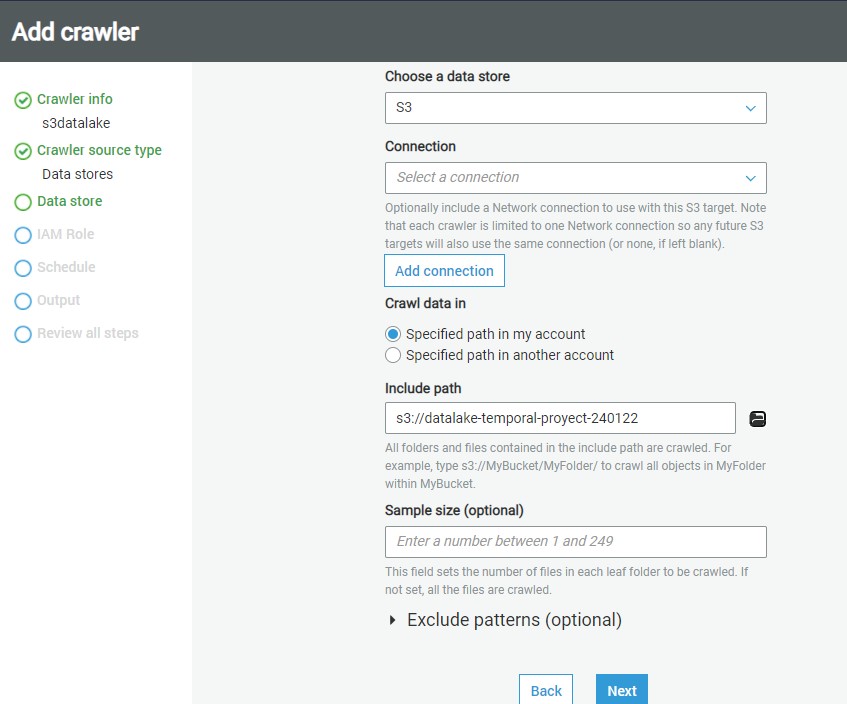 Add crawler
Crawler info
s3datalake
Crawler source type
Data stores
Data store
IAM Role
Schedule
Output
Review all steps
Choose a data store
S3
Connection
Select a connection
Optionally include a Network connection to use with this S3 target. Note
that each crawler is limited to one Network connection so any future S3
targets will also use the same connection (or none, if left blank).
Add connection
Crawl data in
Specified path in my account
Specified path in another account
Include path
s3://datalake-temporal-proyect-240122
All folders and files contained in the include path are crawled. For
example, type s3://MyBucket/MyFolder/ to crawl all objects in MyFolder
within MyBucket.
Sample size (optional)
Enter a number between 1 and 249
This field sets the number of files in each leaf folder to be crawled. If
not set, all the files are crawled.
Exclude patterns (optional)
Back
Next